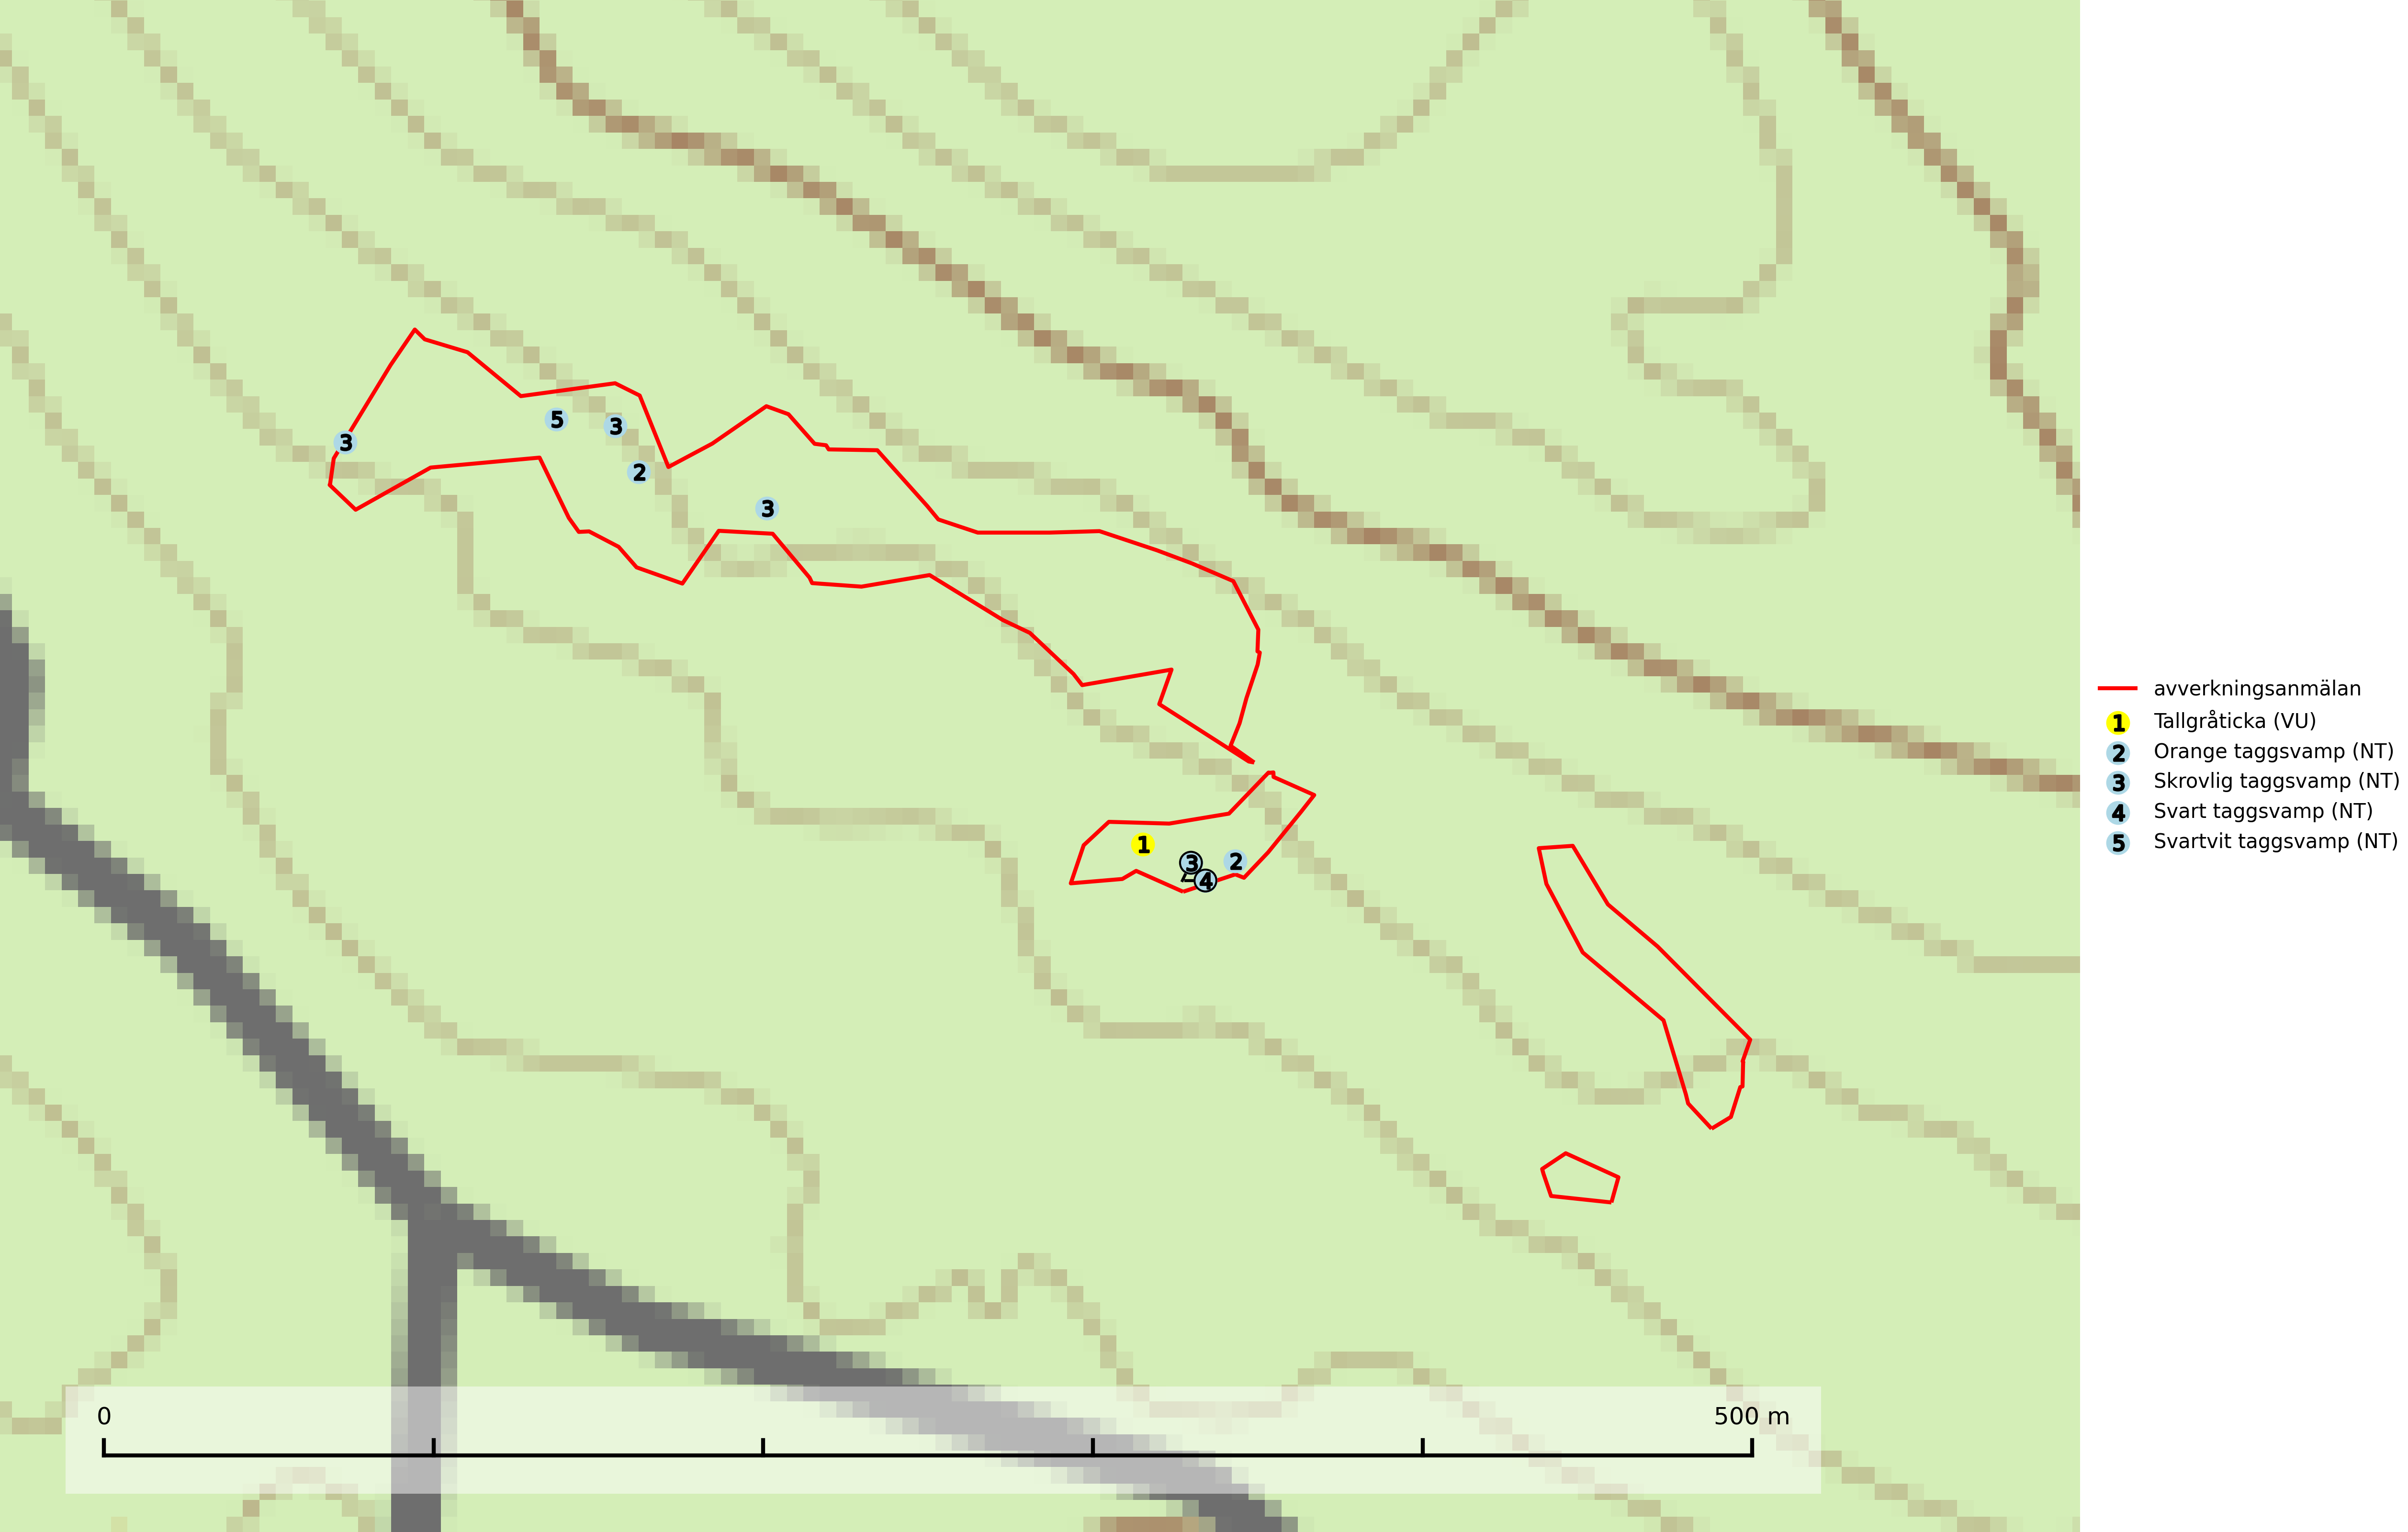 5
3
3
2
3
avverkningsanmälan
1 Tallgråticka (VU)
2 Orange taggsvamp (NT)
3 Skrovlig taggsvamp (NT)
4 Svart taggsvamp (NT)
5 Svartvit taggsvamp (NT)
1
3
2
4
0
500 m